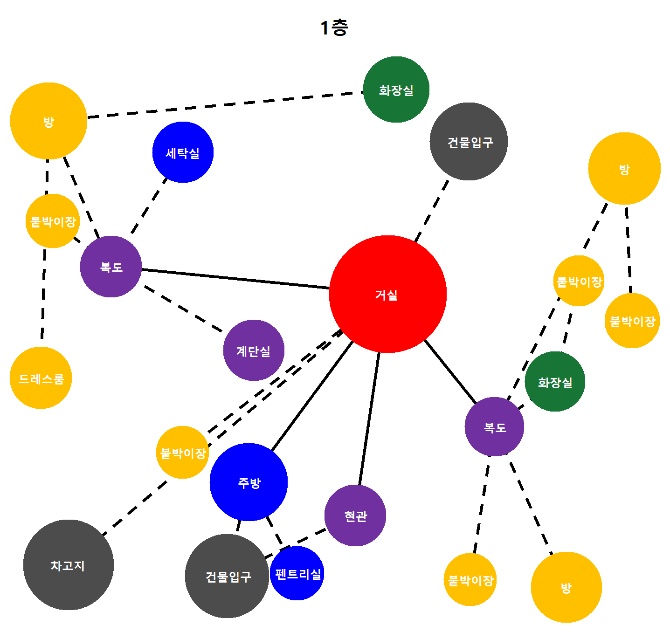 1층
화장실
방
건물입구
세탁실
방
붙박이장
복도
붙박이장
거실
붙박이장
계단실
드레스룸
화장실
복도
붙박이장
주방
현관
차고지
건물입구
펜트리실
붙박이장
방